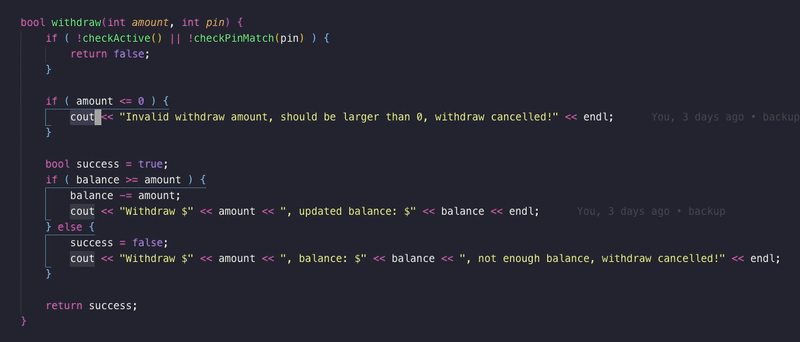 bool withdraw(int amount, int pin) {
if ( !checkActive() || !checkPinMatch(pin) ) {
return false;
}
if ( amount <= 0 ) {
cout << "Invalid withdraw amount, should be larger than 0, withdraw cancelled!" << endl; You, 3 days ago • backup
}
bool success = true;
if ( balance >= amount ) {
balance -= amount;
cout << "Withdraw $" << amount << ", updated balance: $" << balance << endl; You, 3 days ago • backup
} else {
success = false;
cout << "Withdraw $" << amount << ", balance: $" << balance << ", not enough balance, withdraw cancelled!" << endl;
}
return success;
}